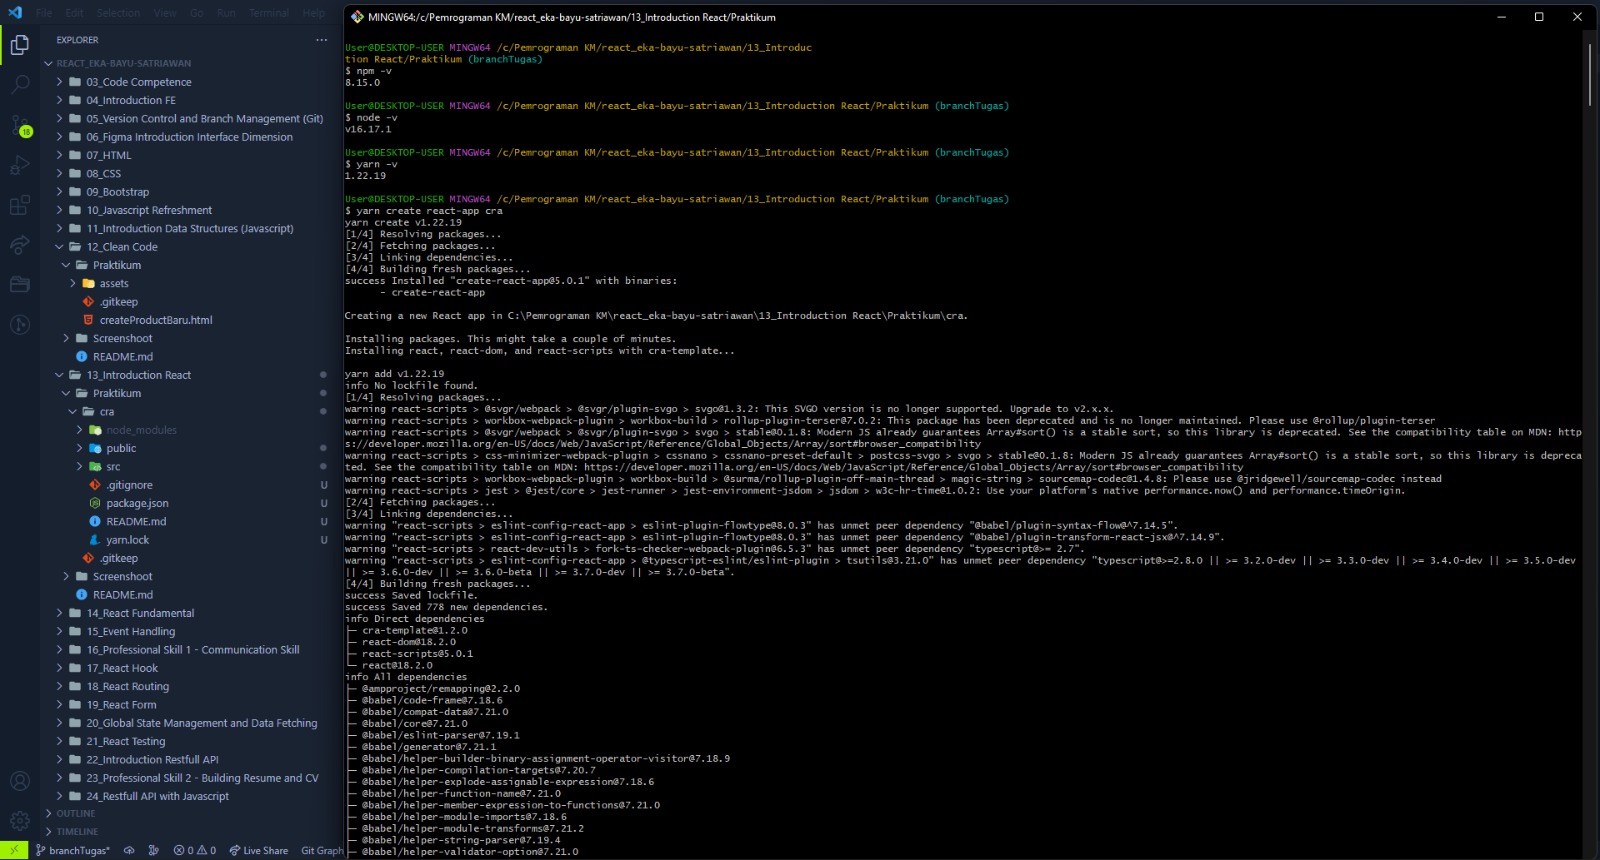 File Edit Selection View Go Run Terminal Help
EXPLORER
REACT_EKA-BAYU-SATRIAWAN
03_Code Competence
04_Introduction FE
05_Version Control and Branch Management (Git)
06_Figma Introduction Interface Dimension
07_HTML
08_CSS
09_Bootstrap
10_Javascript Refreshment
11_Introduction Data Structures (Javascript)
12_Clean Code
Praktikum
assets
.gitkeep
createProductBaru.html
Screenshoot
README.md
13_Introduction React
Praktikum
cra
node_modules
public
src
.gitignore U
package.json U
README.md U
yarn.lock U
.gitkeep
Screenshoot
README.md
14_React Fundamental
15_Event Handling
16_Professional Skill 1 - Communication Skill
17_React Hook
18_React Routing
19_React Form
20_Global State Management and Data Fetching
21_React Testing
22_Introduction Restfull API
23_Professional Skill 2 - Building Resume and CV
24_Restfull API with Javascript
OUTLINE
TIMELINE
18
branchTugas* 0 0 Live Share Git Graph
MINGW64:/c/Pemrograman KM/react_eka-bayu-satriawan/13_Introduction React/Praktikum
User@DESKTOP-USER MINGW64 /c/Pemrograman KM/react_eka-bayu-satriawan/13_Introduc
tion React/Praktikum (branchTugas)
$ npm -v
8.15.0
User@DESKTOP-USER MINGW64 /c/Pemrograman KM/react_eka-bayu-satriawan/13_Introduction React/Praktikum (branchTugas)
$ node -v
v16.17.1
User@DESKTOP-USER MINGW64 /c/Pemrograman KM/react_eka-bayu-satriawan/13_Introduction React/Praktikum (branchTugas)
$ yarn -v
1.22.19
User@DESKTOP-USER MINGW64 /c/Pemrograman KM/react_eka-bayu-satriawan/13_Introduction React/Praktikum (branchTugas)
$ yarn create react-app cra
yarn create v1.22.19
[1/4] Resolving packages...
[2/4] Fetching packages...
[3/4] Linking dependencies...
[4/4] Building fresh packages...
success Installed "create-react-app@5.0.1" with binaries:
- create-react-app
Creating a new React app in C:\Pemrograman KM\react_eka-bayu-satriawan\13_Introduction React\Praktikum\cra.
Installing packages. This might take a couple of minutes.
Installing react, react-dom, and react-scripts with cra-template...
yarn add v1.22.19
info No lockfile found.
[1/4] Resolving packages...
warning react-scripts > @svgr/webpack > @svgr/plugin-svgo > svgo@1.3.2: This SVGO version is no longer supported. Upgrade to v2.x.x.
warning react-scripts > workbox-webpack-plugin > workbox-build > rollup-plugin-terser@7.0.2: This package has been deprecated and is no longer maintained. Please use @rollup/plugin-terser
warning react-scripts > @svgr/webpack > @svgr/plugin-svgo > svgo > stable@0.1.8: Modern JS already guarantees Array#sort() is a stable sort, so this library is deprecated. See the compatibility table on MDN: http
s://developer.mozilla.org/en-US/docs/Web/JavaScript/Reference/Global_Objects/Array/sort#browser_compatibility
warning react-scripts > css-minimizer-webpack-plugin > cssnano > cssnano-preset-default > postcss-svgo > svgo > stable@0.1.8: Modern JS already guarantees Array#sort() is a stable sort, so this library is depreca
ted. See the compatibility table on MDN: https://developer.mozilla.org/en-US/docs/Web/JavaScript/Reference/Global_Objects/Array/sort#browser_compatibility
warning react-scripts > workbox-webpack-plugin > workbox-build > @surma/rollup-plugin-off-main-thread > magic-string > sourcemap-codec@1.4.8: Please use @jridgewell/sourcemap-codec instead
warning react-scripts > jest > @jest/core > jest-runner > jest-environment-jsdom > jsdom > w3c-hr-time@1.0.2: Use your platform's native performance.now() and performance.timeOrigin.
[2/4] Fetching packages...
[3/4] Linking dependencies...
warning "react-scripts > eslint-config-react-app > eslint-plugin-flowtype@8.0.3" has unmet peer dependency "@babel/plugin-syntax-flow@^7.14.5".
warning "react-scripts > eslint-config-react-app > eslint-plugin-flowtype@8.0.3" has unmet peer dependency "@babel/plugin-transform-react-jsx@^7.14.9".
warning "react-scripts > react-dev-utils > fork-ts-checker-webpack-plugin@6.5.3" has unmet peer dependency "typescript@>= 2.7".
warning "react-scripts > eslint-config-react-app > @typescript-eslint/eslint-plugin > tsutils@3.21.0" has unmet peer dependency "typescript@>=2.8.0 || >= 3.2.0-dev || >= 3.3.0-dev || >= 3.4.0-dev || >= 3.5.0-dev
|| >= 3.6.0-dev || >= 3.6.0-beta || >= 3.7.0-dev || >= 3.7.0-beta".
[4/4] Building fresh packages...
success Saved lockfile.
success Saved 778 new dependencies.
info Direct dependencies
├─ cra-template@1.2.0
├─ react-dom@18.2.0
├─ react-scripts@5.0.1
└─ react@18.2.0
info All dependencies
├─ @ampproject/remapping@2.2.0
├─ @babel/code-frame@7.18.6
├─ @babel/compat-data@7.21.0
├─ @babel/core@7.21.0
├─ @babel/eslint-parser@7.19.1
├─ @babel/generator@7.21.1
├─ @babel/helper-builder-binary-assignment-operator-visitor@7.18.9
├─ @babel/helper-compilation-targets@7.20.7
├─ @babel/helper-explode-assignable-expression@7.18.6
├─ @babel/helper-function-name@7.21.0
├─ @babel/helper-member-expression-to-functions@7.21.0
├─ @babel/helper-module-imports@7.18.6
├─ @babel/helper-module-transforms@7.21.2
├─ @babel/helper-string-parser@7.19.4
├─ @babel/helper-validator-option@7.21.0